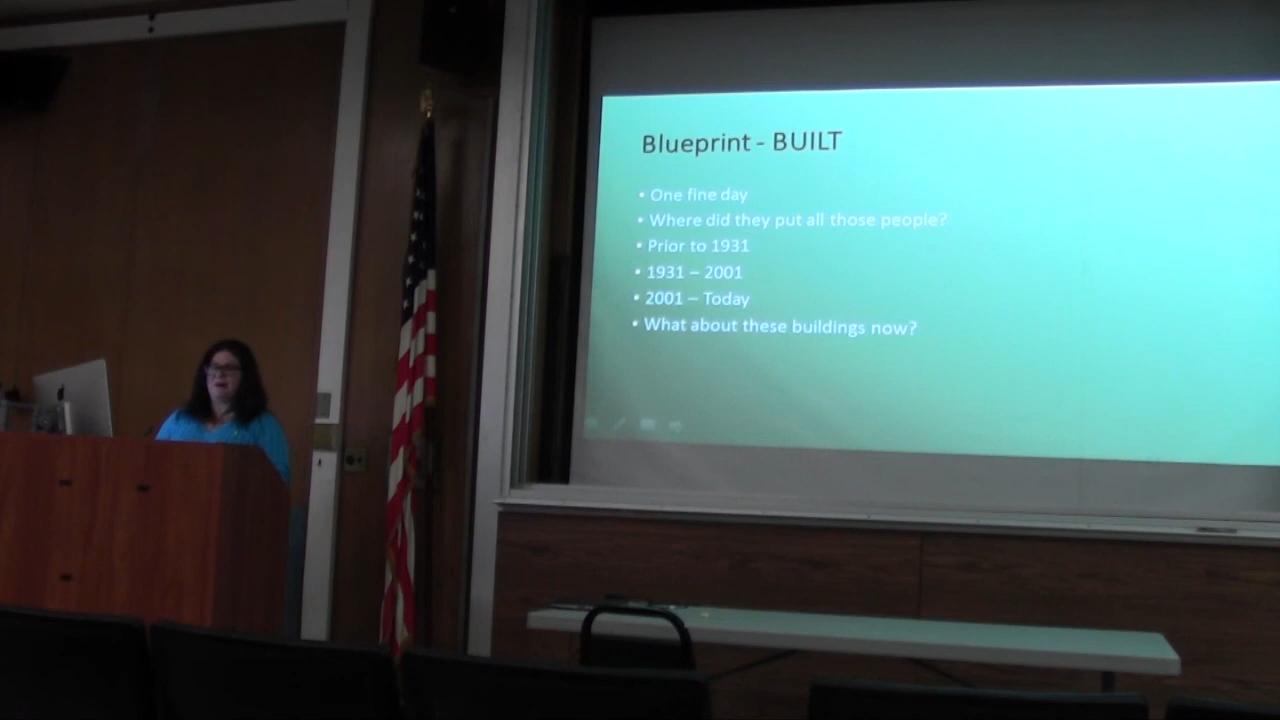 Blueprint - BUILT
• One fine day
• Where did they put all those people?
• Prior to 1931
• 1931 – 2001
• 2001 – Today
• What about these buildings now?